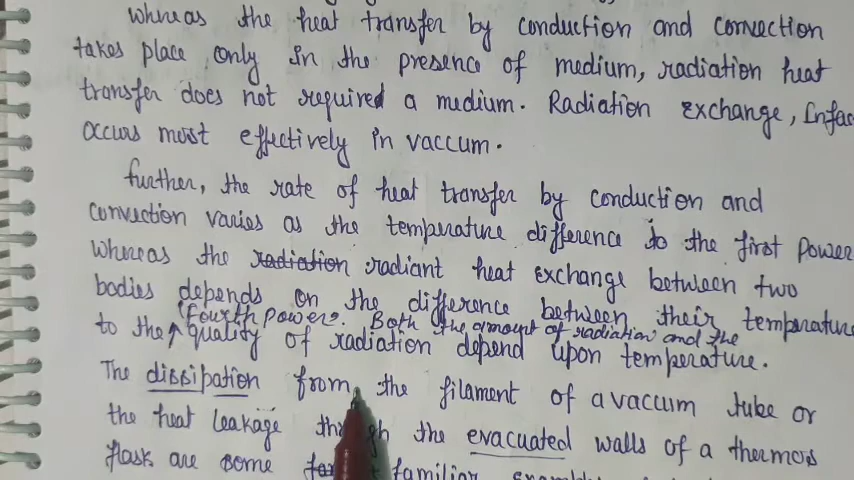 whereas the heat transfer by conduction and convection
takes place only in the presence of medium, radiation heat
transfer does not required a medium. Radiation exchange, Infac
occurs most effectively in vaccum.
further, the rate of heat transfer by conduction and
convection varies as the temperature difference to the first power
whereas the radiation radiant heat exchange between two
bodies depends on the difference between their temperature
(fourth power. Both the amount of radiation and the
to the quality of radiation depend upon temperature.
The dissipation from the filament of a vaccum tube or
the heat leakage through the evacuated walls of a thermos
flask are some familiar